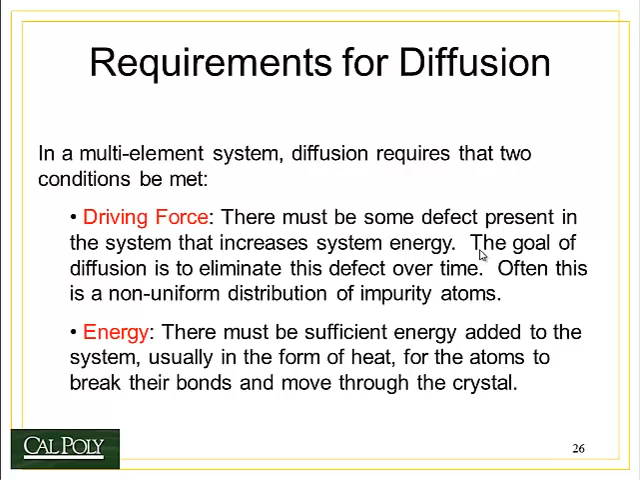 Requirements for Diffusion
In a multi-element system, diffusion requires that two
conditions be met:
• Driving Force: There must be some defect present in
the system that increases system energy. The goal of
diffusion is to eliminate this defect over time. Often this
is a non-uniform distribution of impurity atoms.
• Energy: There must be sufficient energy added to the
system, usually in the form of heat, for the atoms to
break their bonds and move through the crystal.
CAL POLY
26